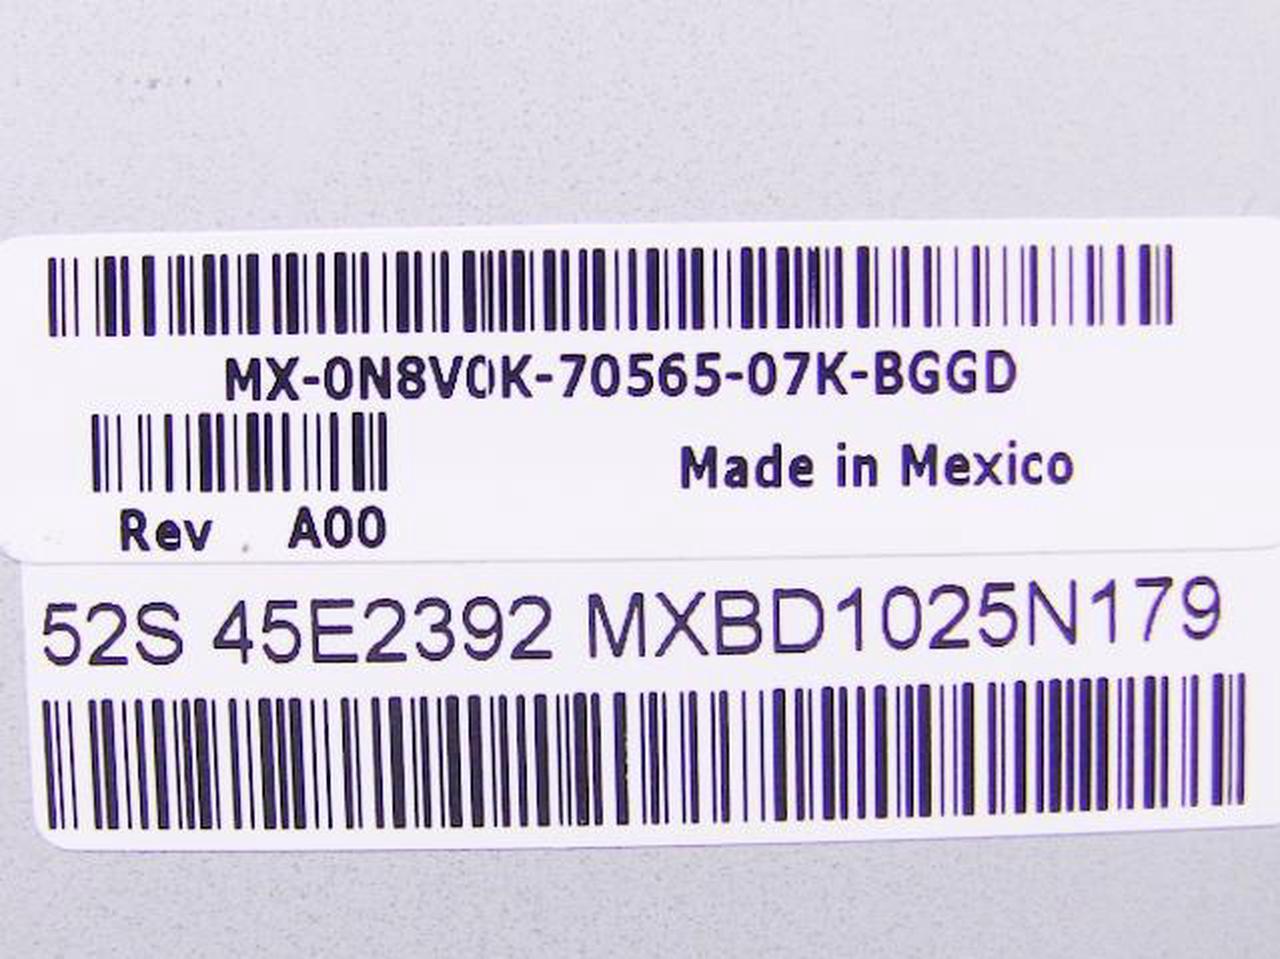 MX-0N8V0K-70565-07K-BGGD
Made in Mexico
Rev A00
52S 45E2392 MXBD1025N179